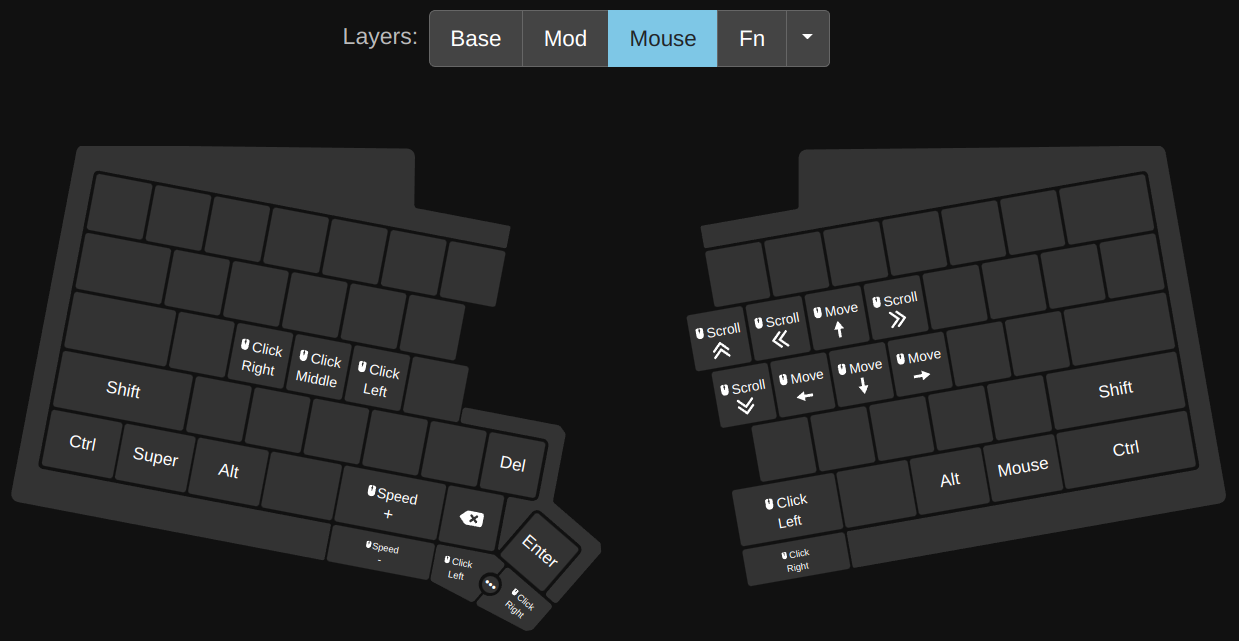 Layers: Base Mod Mouse Fn
Click
Right
Click
Middle
Click
Left
Shift
Ctrl
Super
Alt
Del
Speed
+
Enter
Speed
-
Click
Left
Click
Right
Scroll
Scroll
Move
Scroll
Scroll
Move
Move
Move
Shift
Click
Left
Alt
Mouse
Ctrl
Click
Right